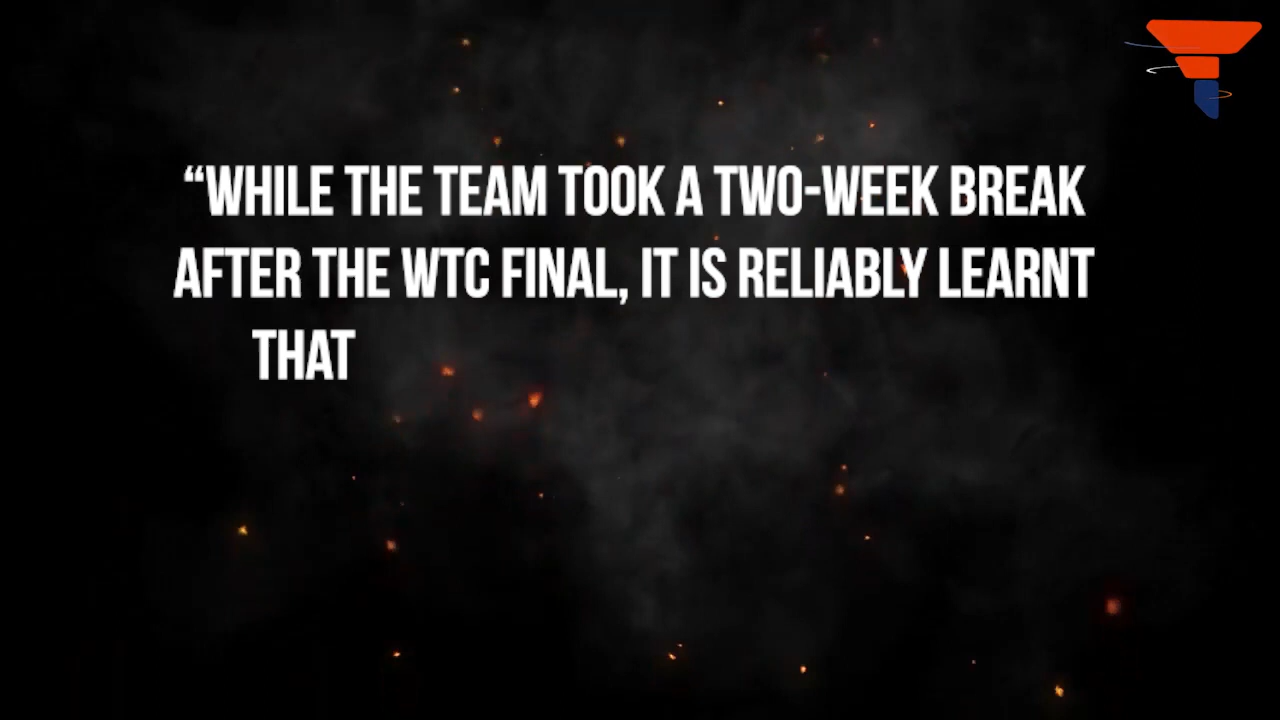 “WHILE THE TEAM TOOK A TWO-WEEK BREAK
AFTER THE WTC FINAL, IT IS RELIABLY LEARNT
THAT